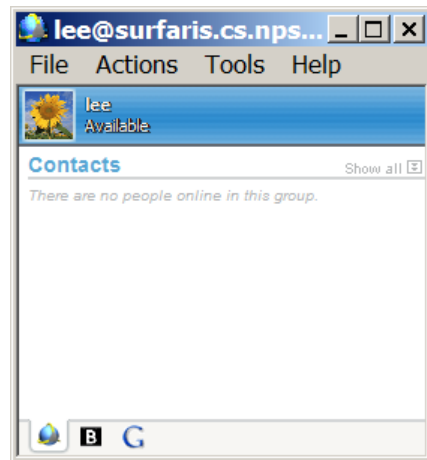 lee@surfaris.cs.nps...
File Actions Tools Help
lee
Available
Contacts Show all
There are no people online in this group.
B G